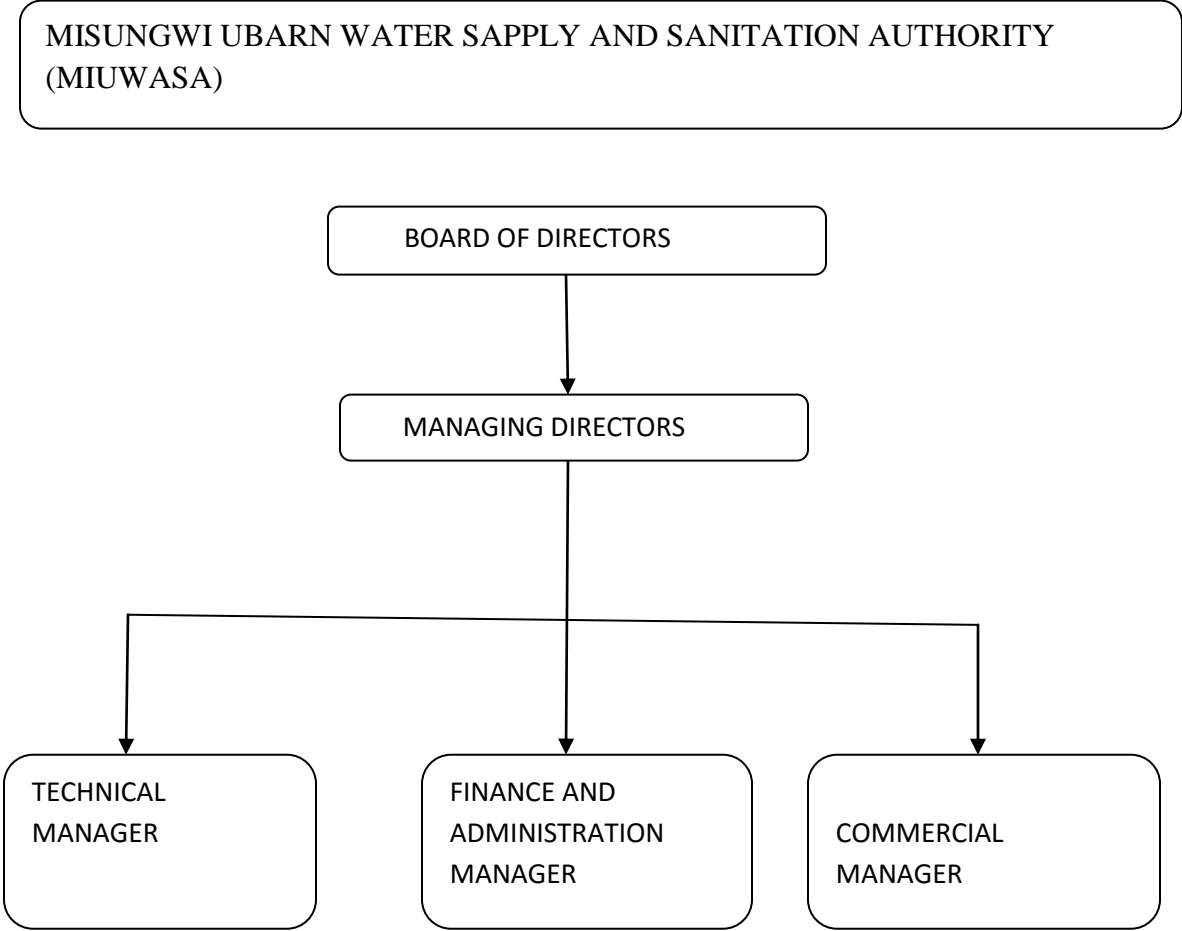 MISUNGWI UBARN WATER SAPPLY AND SANITATION AUTHORITY
(MIUWASA)
BOARD OF DIRECTORS
MANAGING DIRECTORS
TECHNICAL
MANAGER
FINANCE AND
ADMINISTRATION
MANAGER
COMMERCIAL
MANAGER